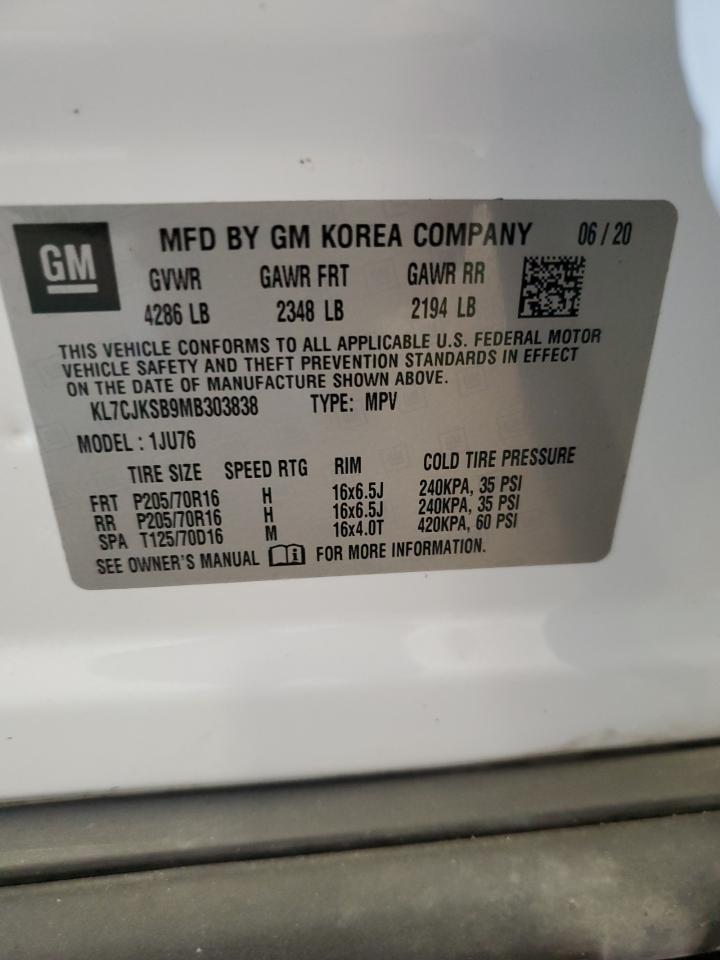 GM MFD BY GM KOREA COMPANY 06 / 20
GVWR GAWR FRT GAWR RR
4286 LB 2348 LB 2194 LB
THIS VEHICLE CONFORMS TO ALL APPLICABLE U.S. FEDERAL MOTOR
VEHICLE SAFETY AND THEFT PREVENTION STANDARDS IN EFFECT
ON THE DATE OF MANUFACTURE SHOWN ABOVE.
KL7CJKSB9MB303838 TYPE: MPV
MODEL : 1JU76
TIRE SIZE SPEED RTG RIM COLD TIRE PRESSURE
FRT P205/70R16 H 16x6.5J 240KPA, 35 PSI
RR P205/70R16 H 16x6.5J 240KPA, 35 PSI
SPA T125/70D16 M 16x4.0T 420KPA, 60 PSI
SEE OWNER'S MANUAL FOR MORE INFORMATION.